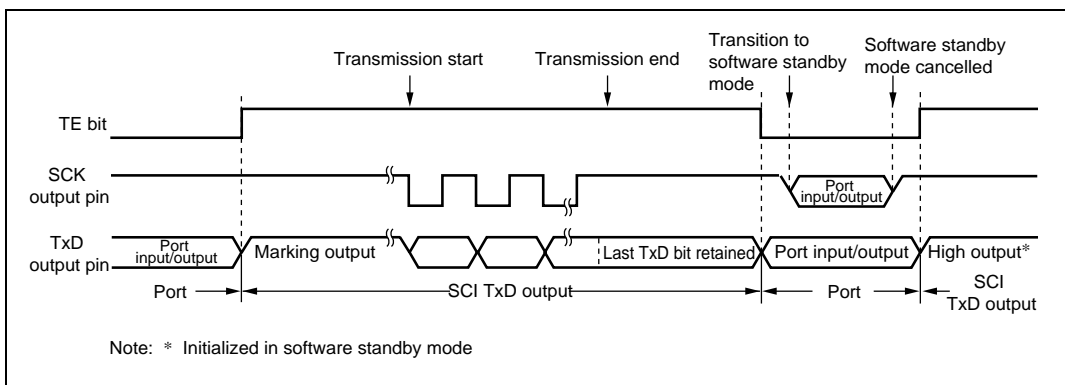 Transmission start
Transmission end
Transition to
software standby
mode
Software standby
mode cancelled
TE bit
SCK
output pin
Port
input/output
TxD
output pin
Port
input/output
Marking output
Last TxD bit retained
Port input/output
High output*
Port
SCI TxD output
Port
SCI
TxD output
Note: * Initialized in software standby mode